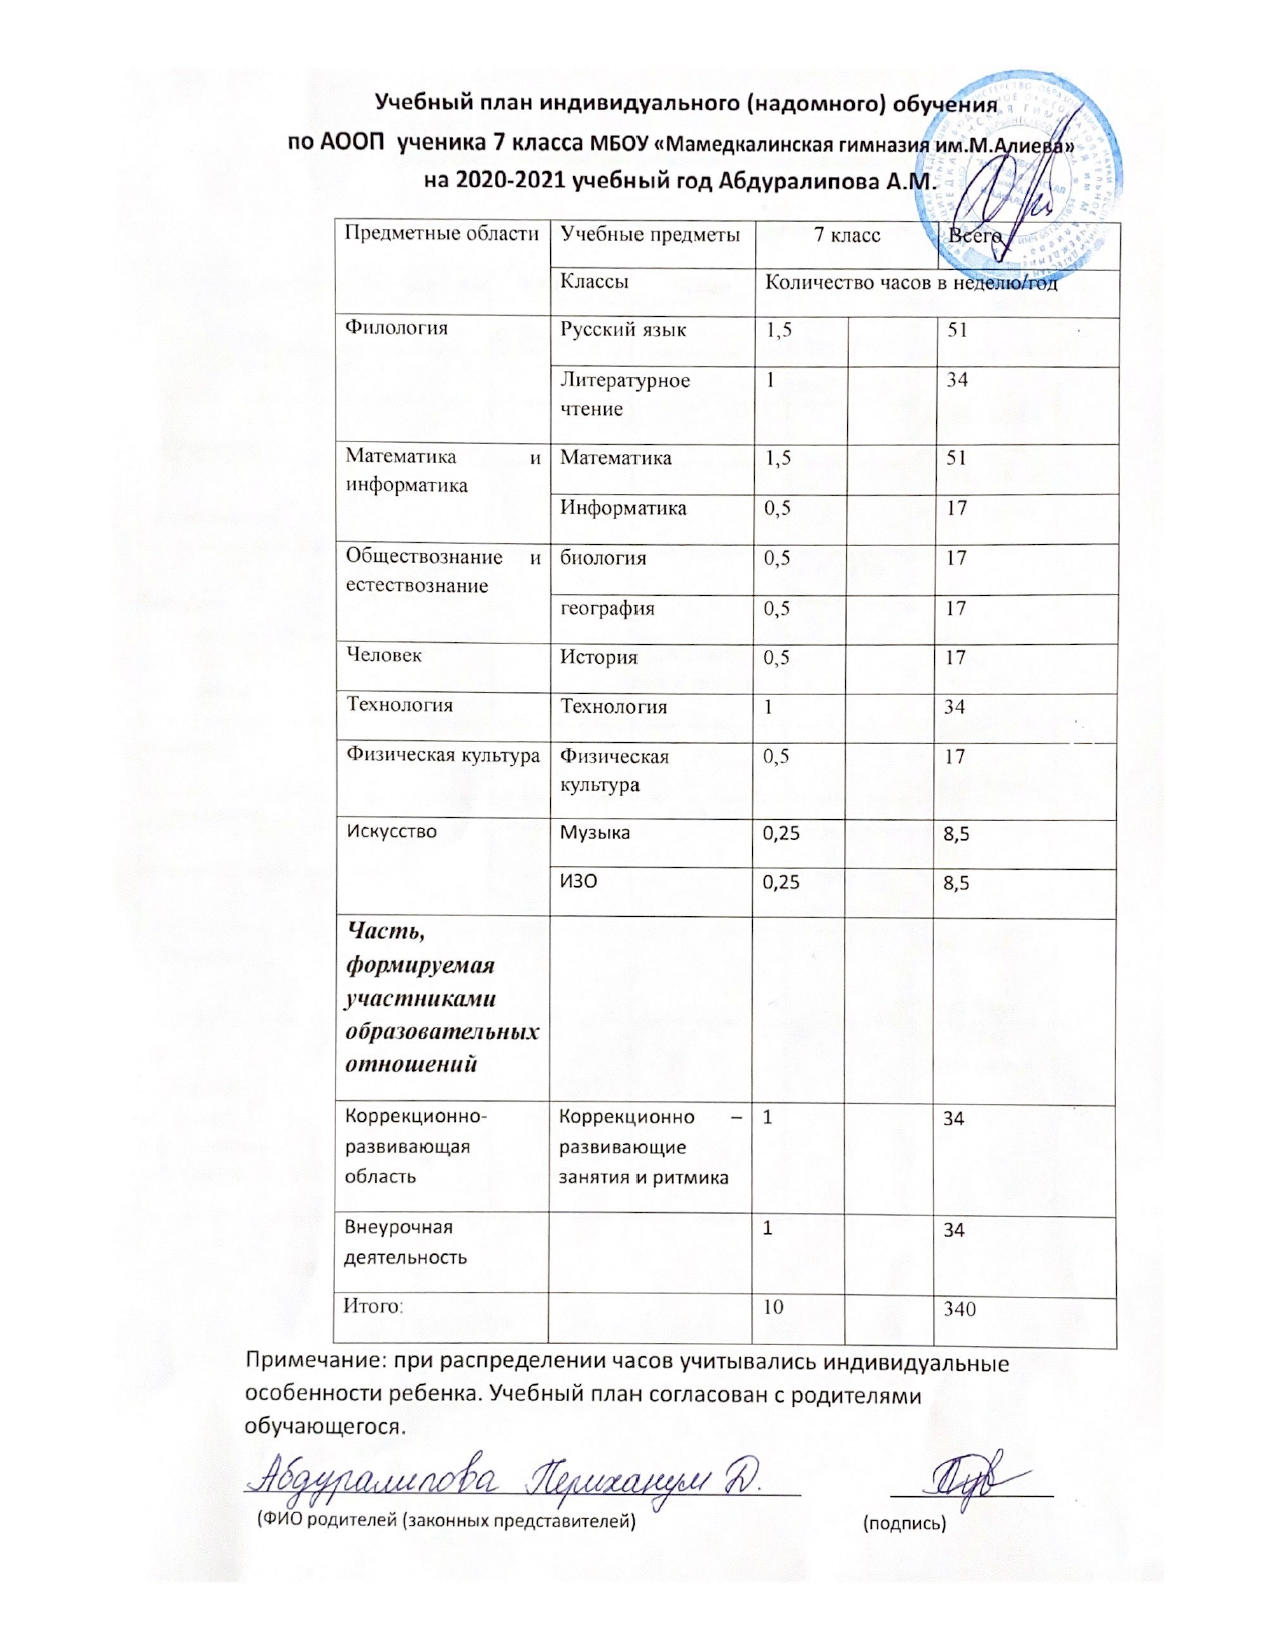 Учебный план индивидуального (надомного) обучения
по АООП ученика 7 класса МБОУ «Мамедкалинская гимназия им.М.Алиева»
на 2020-2021 учебный год Абдуралипова А.М.
Предметные области Учебные предметы 7 класс Всего
Классы Количество часов в неделю/год
Филология Русский язык 1,5 51
Литературное 1 34
чтение
Математика и Математика 1,5 51
информатика
Информатика 0,5 17
Обществознание и биология 0,5 17
естествознание
география 0,5 17
Человек История 0,5 17
Технология Технология 1 34
Физическая культура Физическая 0,5 17
культура
Искусство Музыка 0,25 8,5
ИЗО 0,25 8,5
Часть,
формируемая
участниками
образовательных
отношений
Коррекционно- Коррекционно – 1 34
развивающая развивающие
область занятия и ритмика
Внеурочная 1 34
деятельность
Итого: 10 340
Примечание: при распределении часов учитывались индивидуальные
особенности ребенка. Учебный план согласован с родителями
обучающегося.
Абдуралипова Периханум Д.
(ФИО родителей (законных представителей) (подпись)